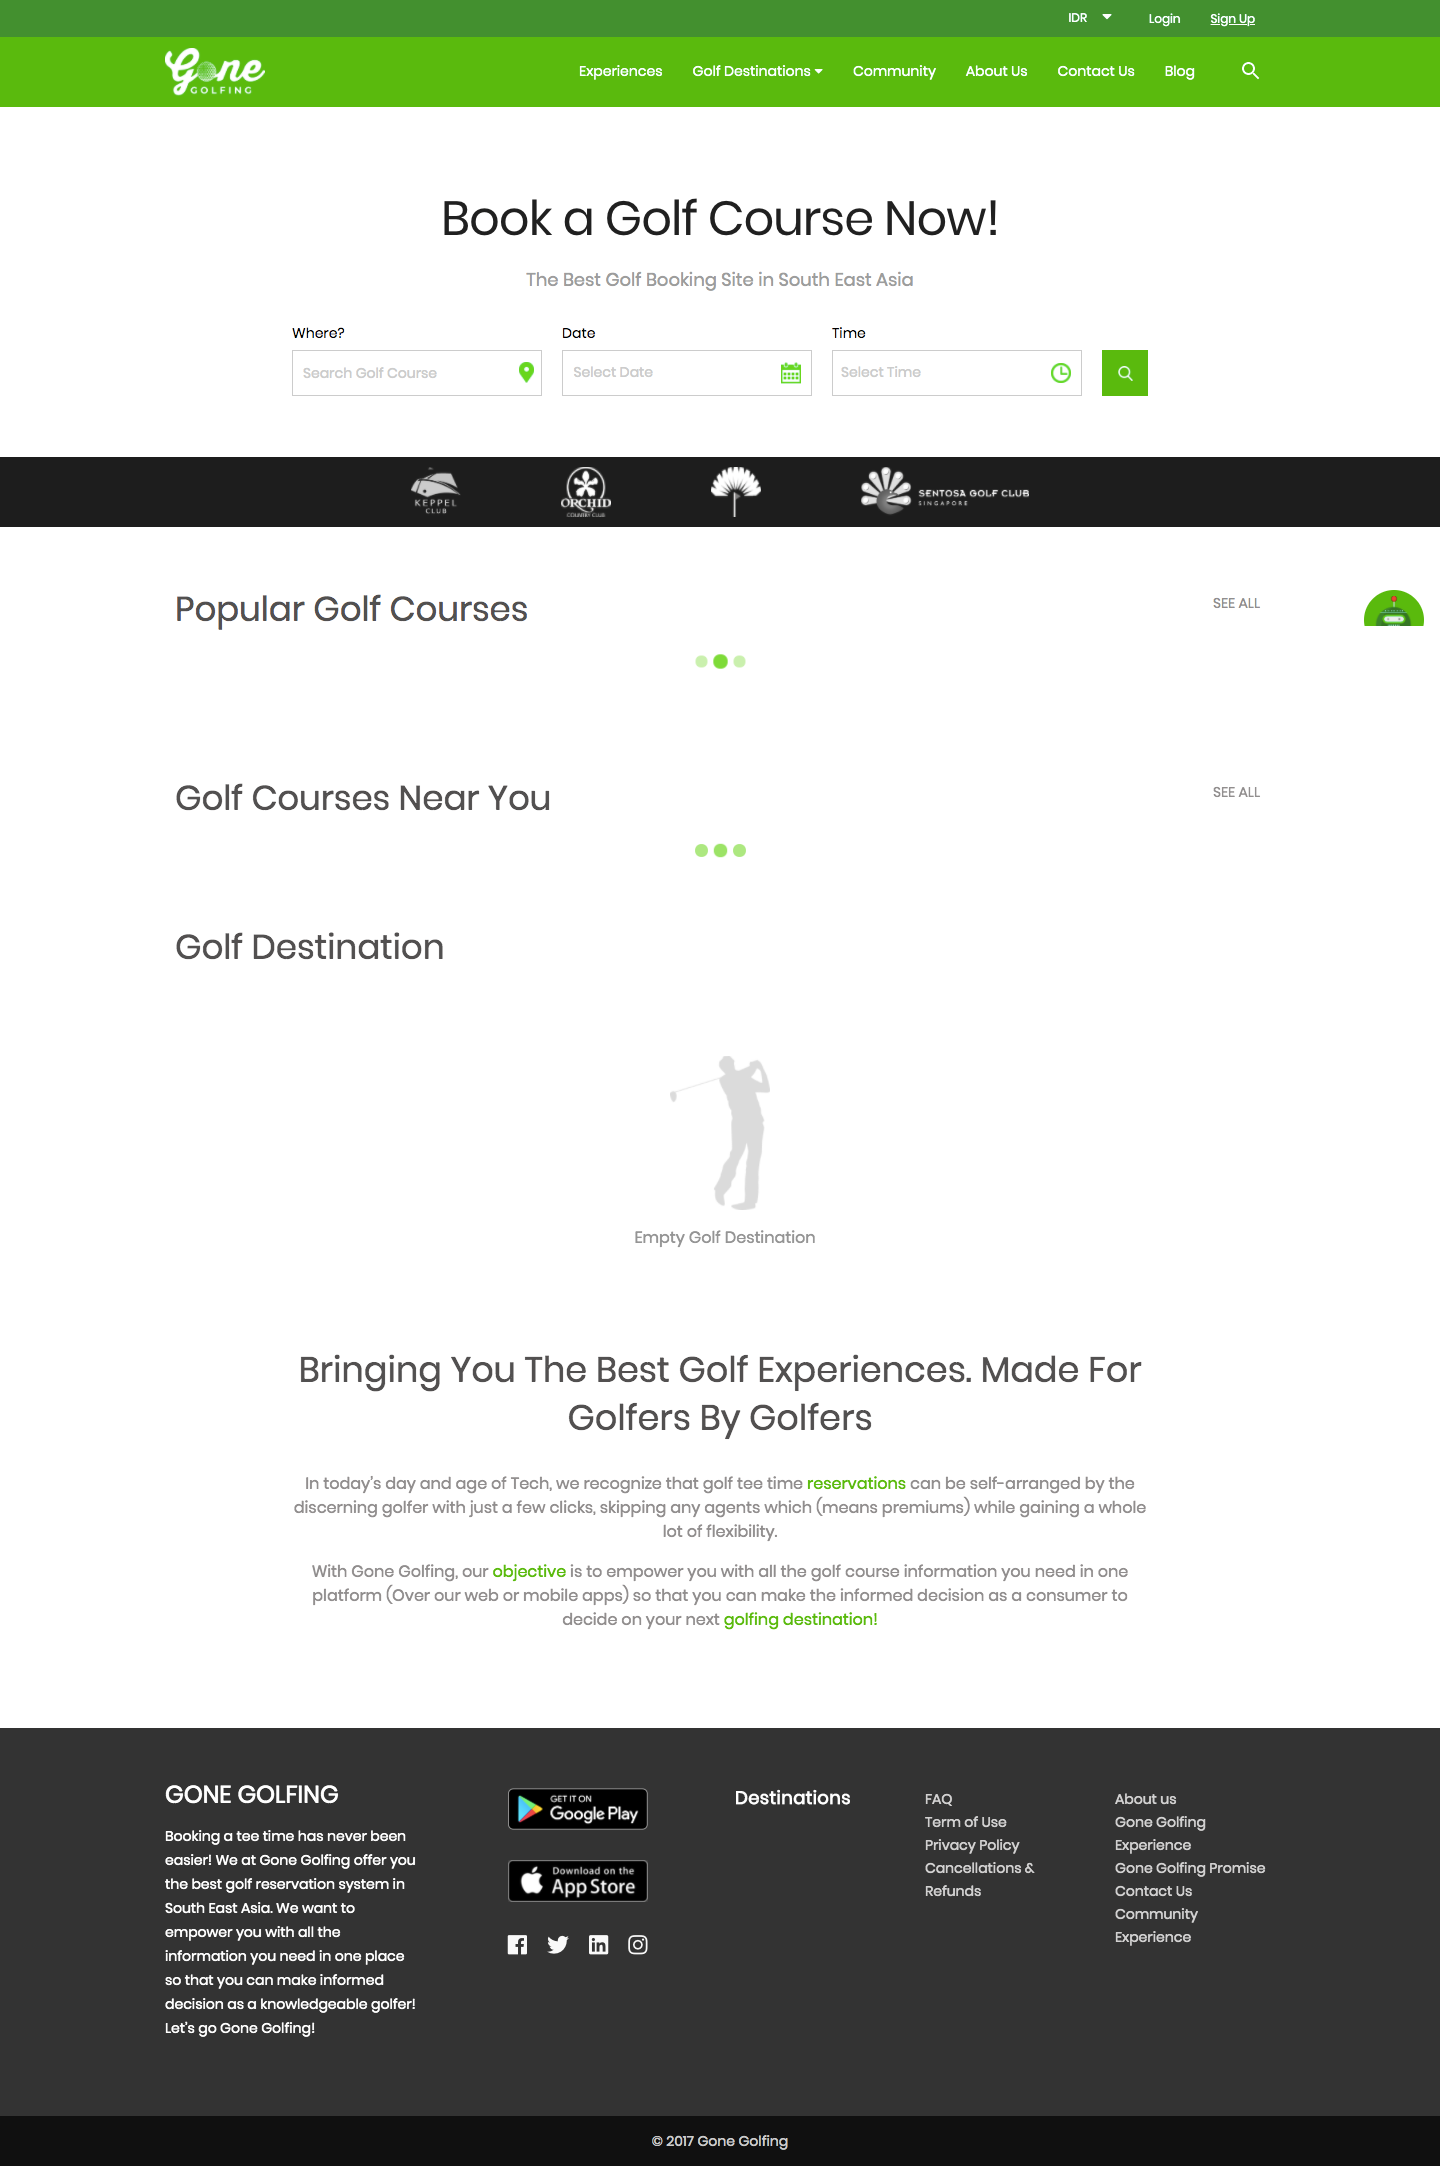 IDR
Login
Sign Up
Gone
GOLFING
Experiences
Golf Destinations
Community
About Us
Contact Us
Blog
Book a Golf Course Now!
The Best Golf Booking Site in South East Asia
Where?
Date
Time
Search Golf Course
Select Date
Select Time
KEPPEL
CLUB
ORCHID
COUNTRY CLUB
SENTOSA GOLF CLUB
SINGAPORE
Popular Golf Courses
SEE ALL
Golf Courses Near You
SEE ALL
Golf Destination
Empty Golf Destination
Bringing You The Best Golf Experiences. Made For
Golfers By Golfers
In today's day and age of Tech, we recognize that golf tee time reservations can be self-arranged by the
discerning golfer with just a few clicks, skipping any agents which (means premiums) while gaining a whole
lot of flexibility.
With Gone Golfing, our objective is to empower you with all the golf course information you need in one
platform (Over our web or mobile apps) so that you can make the informed decision as a consumer to
decide on your next golfing destination!
GONE GOLFING
Booking a tee time has never been
easier! We at Gone Golfing offer you
the best golf reservation system in
South East Asia. We want to
empower you with all the
information you need in one place
so that you can make informed
decision as a knowledgeable golfer!
Let's go Gone Golfing!
GET IT ON
Google Play
Download on the
App Store
Destinations
FAQ
Term of Use
Privacy Policy
Cancellations &
Refunds
About us
Gone Golfing
Experience
Gone Golfing Promise
Contact Us
Community
Experience
© 2017 Gone Golfing